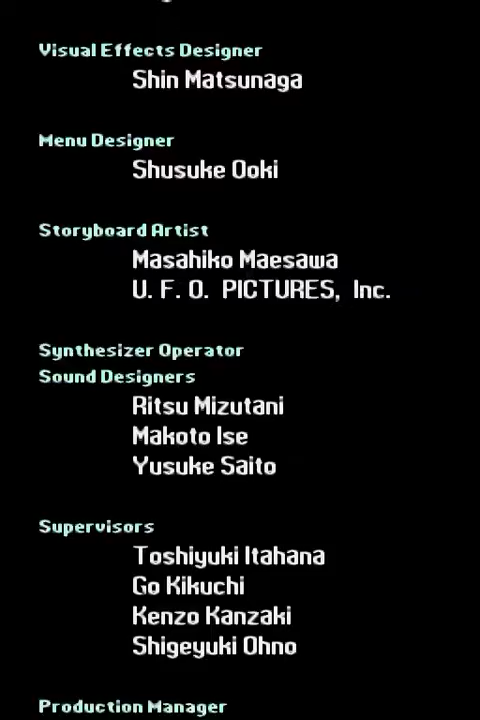 Visual Effects Designer
Shin Matsunaga
Menu Designer
Shusuke Ooki
Storyboard Artist
Masahiko Maesawa
U. F. O. PICTURES, Inc.
Synthesizer Operator
Sound Designers
Ritsu Mizutani
Makoto Ise
Yusuke Saito
Supervisors
Toshiyuki Itahana
Go Kikuchi
Kenzo Kanzaki
Shigeyuki Ohno
Production Manager